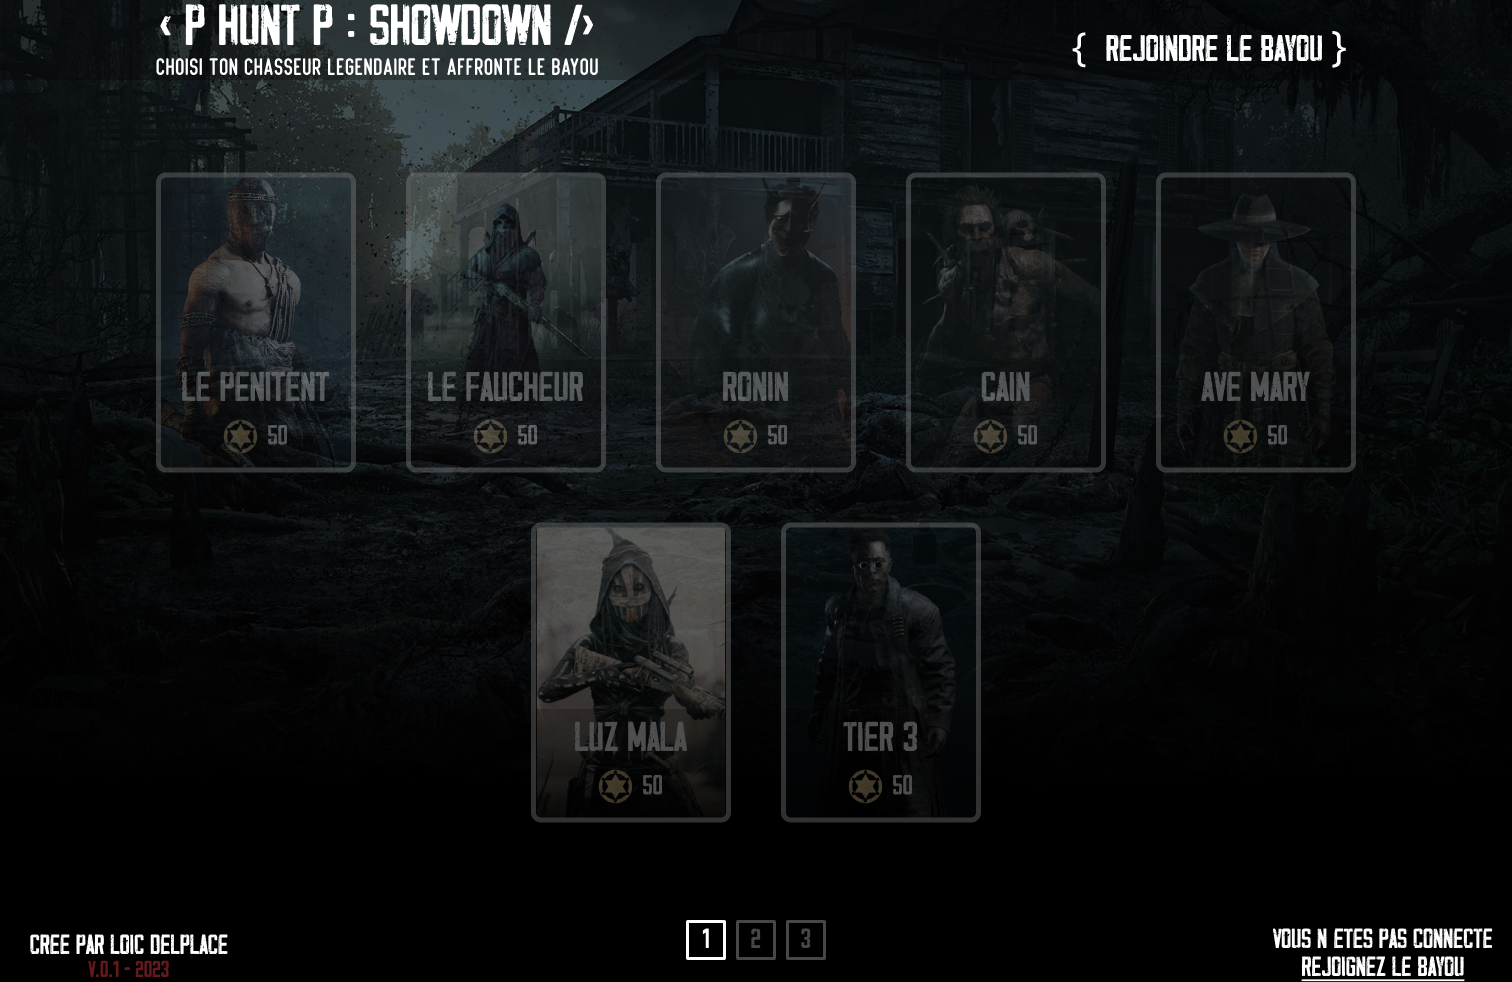 ‹ P HUNT P : SHOWDOWN /›
CHOISI TON CHASSEUR LEGENDAIRE ET AFFRONTE LE BAYOU
{ REJOINDRE LE BAYOU }
LE PENITENT
50
LE FAUCHEUR
50
RONIN
50
CAIN
50
AVE MARY
50
LUZ MALA
50
TIER 3
50
1 2 3
CREE PAR LOIC DELPLACE
V.0.1 - 2023
VOUS N ETES PAS CONNECTE
REJOIGNEZ LE BAYOU